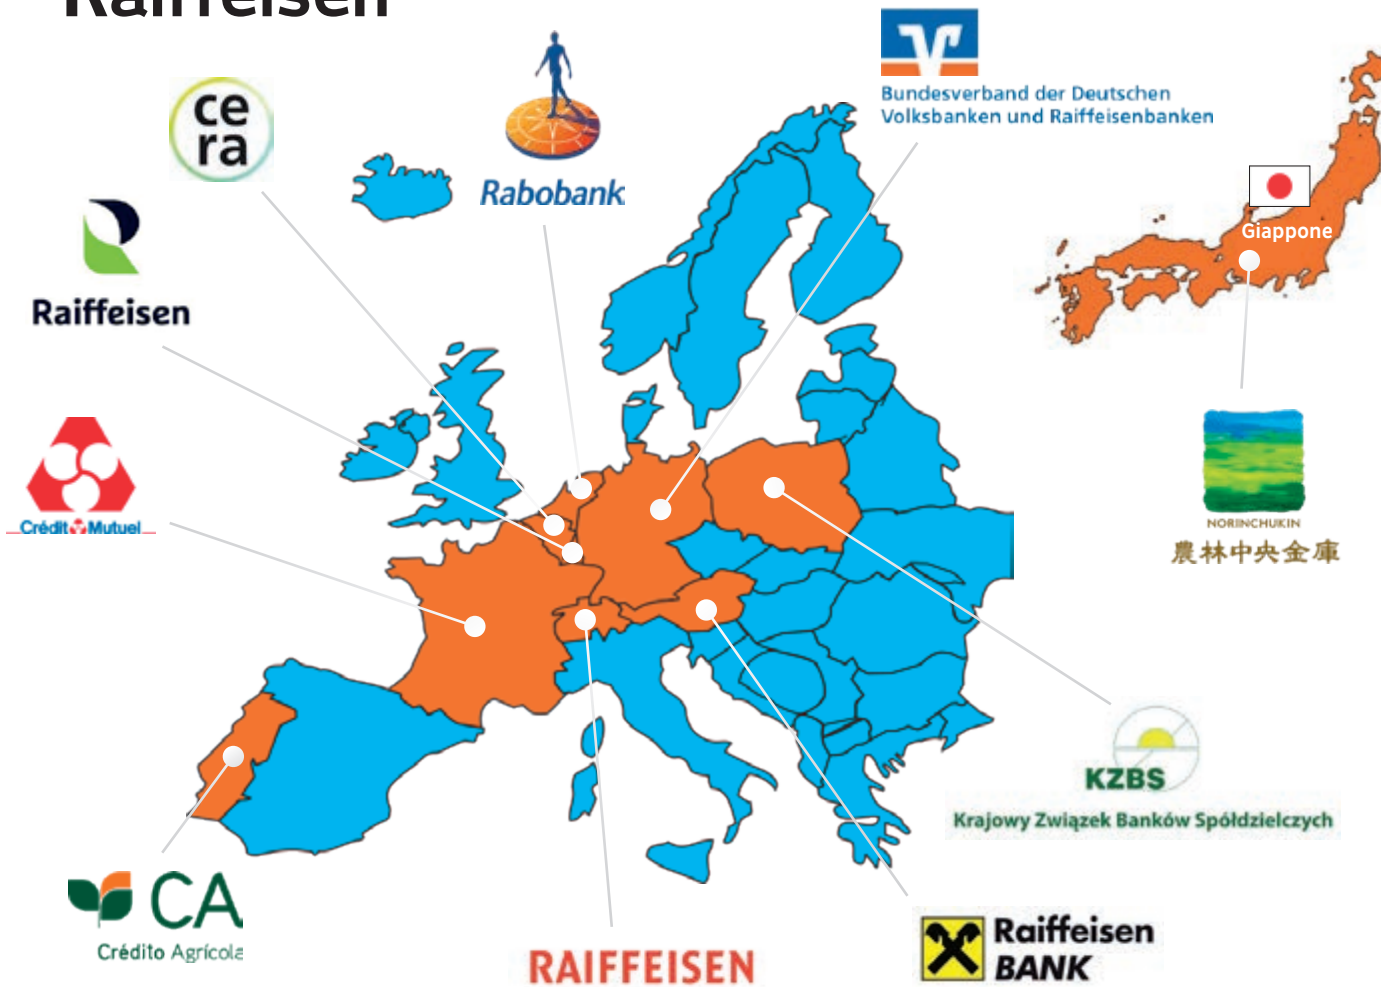 Raiffeisen
Bundesverband der Deutschen
Volksbanken und Raiffeisenbanken
ce
ra
Rabobank
Raiffeisen
Giappone
Crédit Mutuel
NORINCHUKIN
農林中央金庫
KZBS
Krajowy Związek Banków Spółdzielczych
CA
Crédito Agrícola
RAIFFEISEN
Raiffeisen
BANK